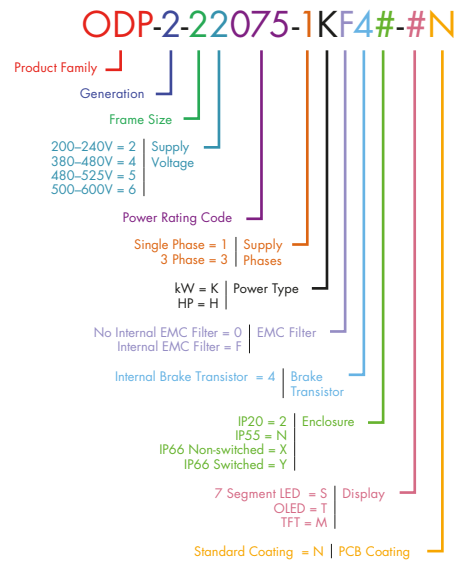 ODP-2-22075-1KF4#-#N
Product Family
Generation
Frame Size
200–240V = 2 | Supply
380–480V = 4 | Voltage
480–525V = 5
500–600V = 6
Power Rating Code
Single Phase = 1 | Supply
3 Phase = 3 | Phases
kW = K | Power Type
HP = H
No Internal EMC Filter = 0 | EMC Filter
Internal EMC Filter = F
Internal Brake Transistor = 4 | Brake
Transistor
IP20 = 2 | Enclosure
IP55 = N
IP66 Non-switched = X
IP66 Switched = Y
7 Segment LED = S | Display
OLED = T
TFT = M
Standard Coating = N | PCB Coating